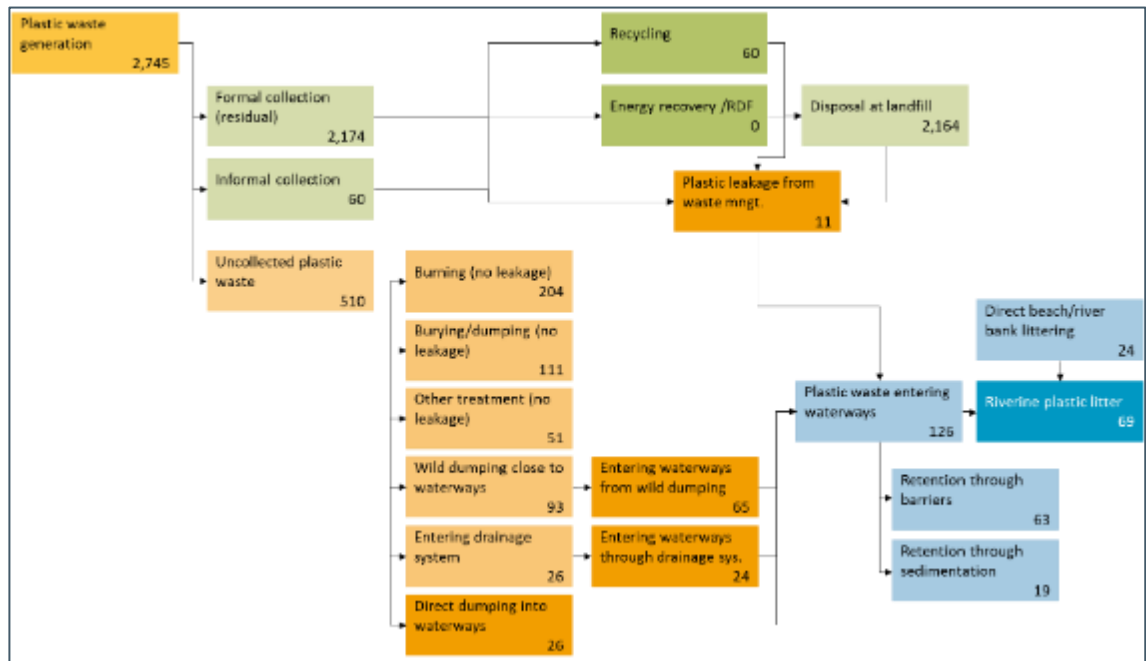 Plastic waste
generation
2,745
Formal collection
(residual)
2,174
Informal collection
60
Uncollected plastic
waste
510
Recycling
60
Energy recovery /RDF
0
Disposal at landfill
2,164
Plastic leakage from
waste mngt.
11
Burning (no leakage)
204
Burying/dumping (no
leakage)
111
Other treatment (no
leakage)
51
Wild dumping close to
waterways
93
Entering drainage
system
26
Direct dumping into
waterways
26
Entering waterways
from wild dumping
65
Entering waterways
through drainage sys.
24
Direct beach/river
bank littering
24
Plastic waste entering
waterways
126
Riverine plastic litter
69
Retention through
barriers
63
Retention through
sedimentation
19